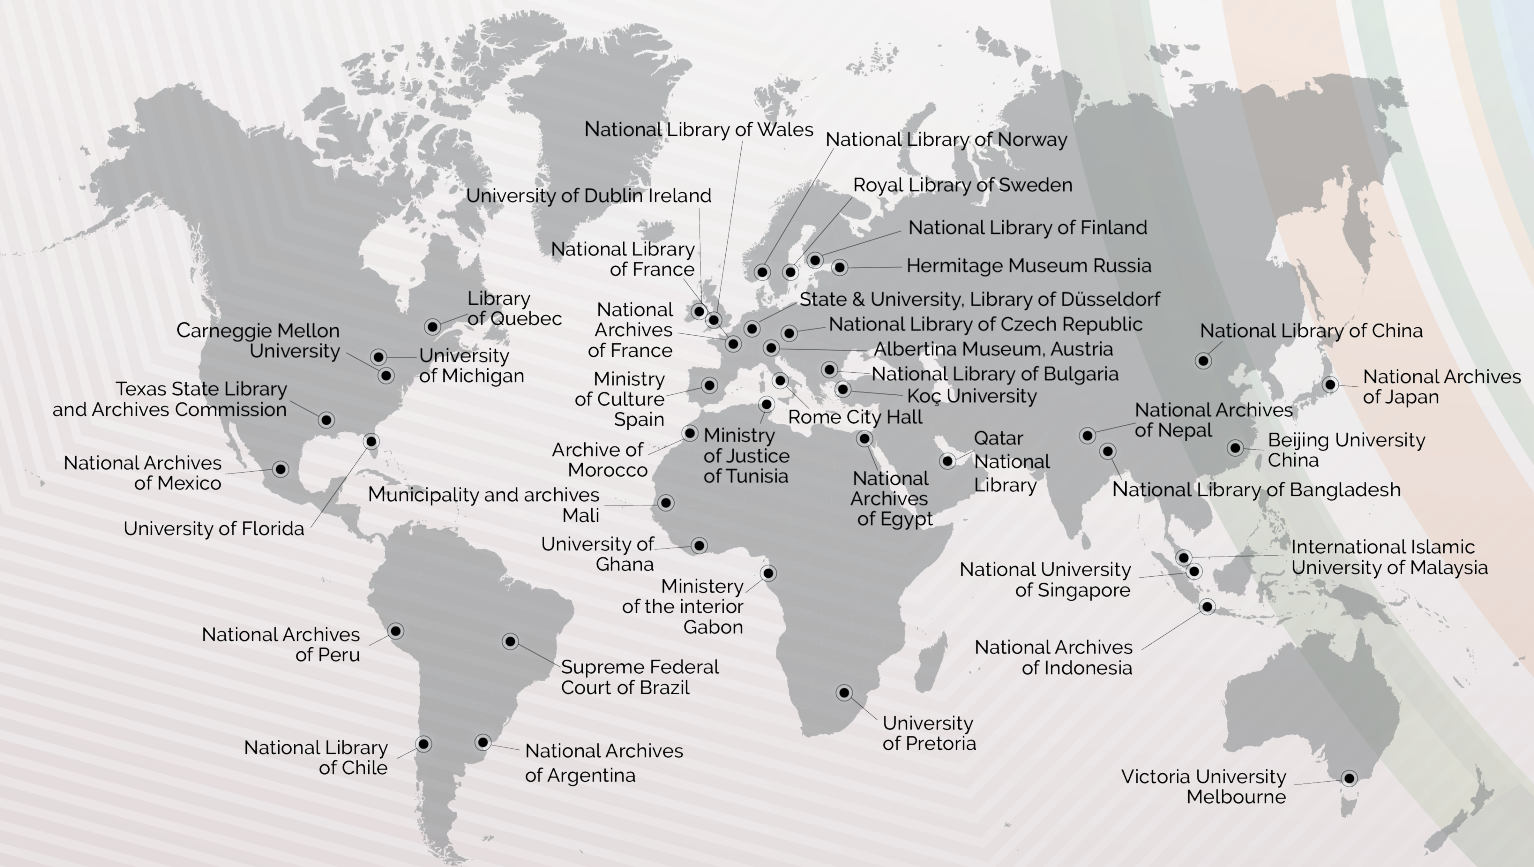 National Library of Wales
National Library of Norway
Royal Library of Sweden
University of Dublin Ireland
National Library of Finland
National Library
of France
Hermitage Museum Russia
Library
of Quebec
National
Archives
of France
State & University, Library of Düsseldorf
National Library of Czech Republic
Carneggie Mellon
University
University
of Michigan
Albertina Museum, Austria
National Library of China
National Library of Bulgaria
Koç University
Ministry
of Culture
Spain
Texas State Library
and Archives Commission
National Archives
of Japan
Rome City Hall
National Archives
of Nepal
Archive of
Morocco
Ministry
of Justice
of Tunisia
Qatar
National
Library
Beijing University
China
National Archives
of Mexico
National
Archives
of Egypt
National Library of Bangladesh
Municipality and archives
Mali
University of Florida
University of
Ghana
International Islamic
University of Malaysia
National University
of Singapore
Ministery
of the interior
Gabon
National Archives
of Peru
National Archives
of Indonesia
Supreme Federal
Court of Brazil
University
of Pretoria
National Library
of Chile
National Archives
of Argentina
Victoria University
Melbourne